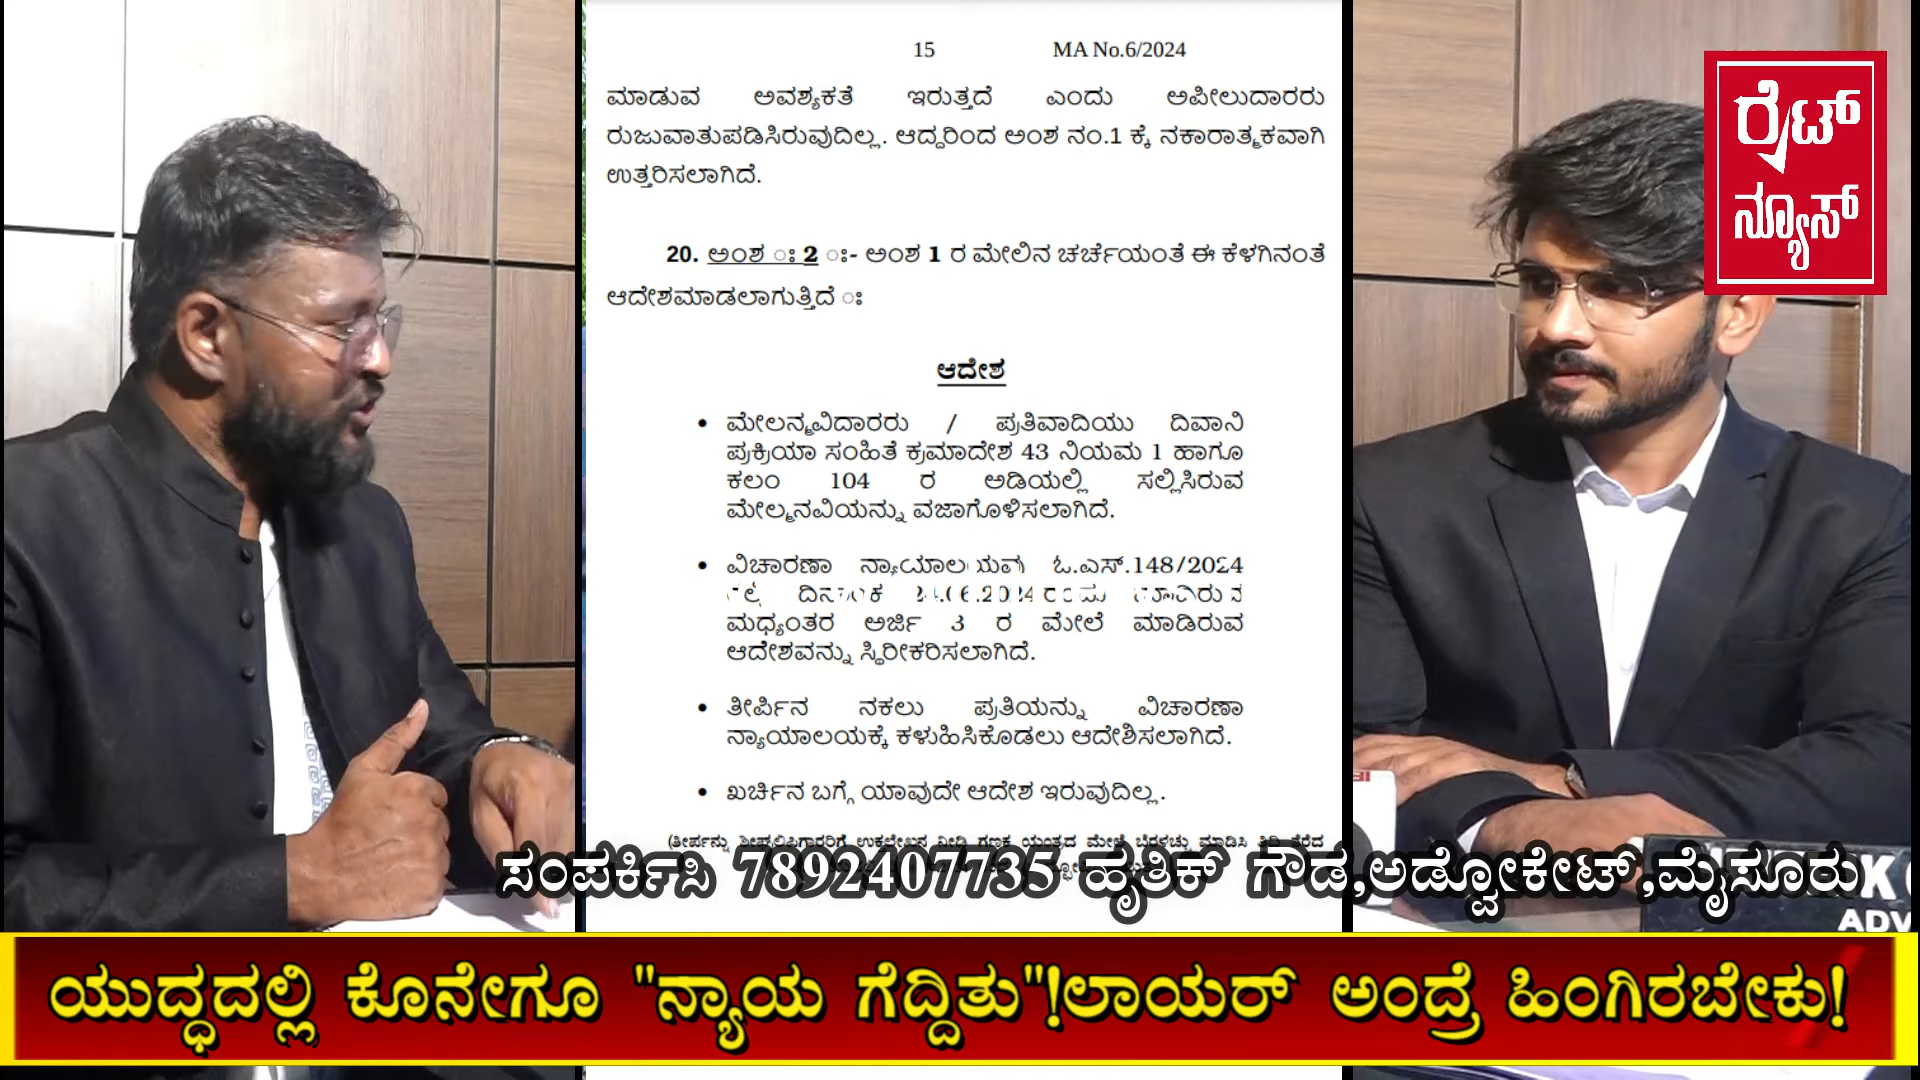 15 MA No.6/2024
ಮಾಡುವ ಅವಶ್ಯಕತೆ ಇರುತ್ತದೆ ಎಂದು ಅಪೀಲುದಾರರು
ರುಜುವಾತುಪಡಿಸಿರುವುದಿಲ್ಲ. ಆದ್ದರಿಂದ ಅಂಶ ನಂ.1 ಕ್ಕೆ ನಕಾರಾತ್ಮಕವಾಗಿ
ಉತ್ತರಿಸಲಾಗಿದೆ.
20. ಅಂಶ ಃ 2 ಃ- ಅಂಶ 1 ರ ಮೇಲಿನ ಚರ್ಚೆಯಂತೆ ಈ ಕೆಳಗಿನಂತೆ
ಆದೇಶಮಾಡಲಾಗುತ್ತಿದೆ ಃ
ಆದೇಶ
• ಮೇಲನ್ಮವಿದಾರರು / ಪ್ರತಿವಾದಿಯು ದಿವಾನಿ
ಪ್ರಕ್ರಿಯಾ ಸಂಹಿತೆ ಕ್ರಮಾದೇಶ 43 ನಿಯಮ 1 ಹಾಗೂ
ಕಲಂ 104 ರ ಅಡಿಯಲ್ಲಿ ಸಲ್ಲಿಸಿರುವ
ಮೇಲ್ಮನವಿಯನ್ನು ವಜಾಗೊಳಿಸಲಾಗಿದೆ.
• ವಿಚಾರಣಾ ನ್ಯಾಯಾಲಯವು ಓ.ಎಸ್.148/2024
ದಿನಾಂಕ
ಮಧ್ಯಂತರ ಅರ್ಜಿ 3 ರ ಮೇಲೆ ಮಾಡಿರುವ
ಆದೇಶವನ್ನು ಸ್ಥಿರೀಕರಿಸಲಾಗಿದೆ.
• ತೀರ್ಪಿನ ನಕಲು ಪ್ರತಿಯನ್ನು ವಿಚಾರಣಾ
ನ್ಯಾಯಾಲಯಕ್ಕೆ ಕಳುಹಿಸಿಕೊಡಲು ಆದೇಶಿಸಲಾಗಿದೆ.
• ಖರ್ಚಿನ ಬಗ್ಗೆ ಯಾವುದೇ ಆದೇಶ ಇರುವುದಿಲ್ಲ.
ರೈಟ್
ನ್ಯೂಸ್
ಸಂಪರ್ಕಿಸಿ 7892407735 ಹೃತಿಕ್ ಗೌಡ,ಅಡ್ವೋಕೇಟ್,ಮೈಸೂರು
ಯುದ್ಧದಲ್ಲಿ ಕೊನೇಗೂ "ನ್ಯಾಯ ಗೆದ್ದಿತು"!ಲಾಯರ್ ಅಂದ್ರೆ ಹಿಂಗಿರಬೇಕು!